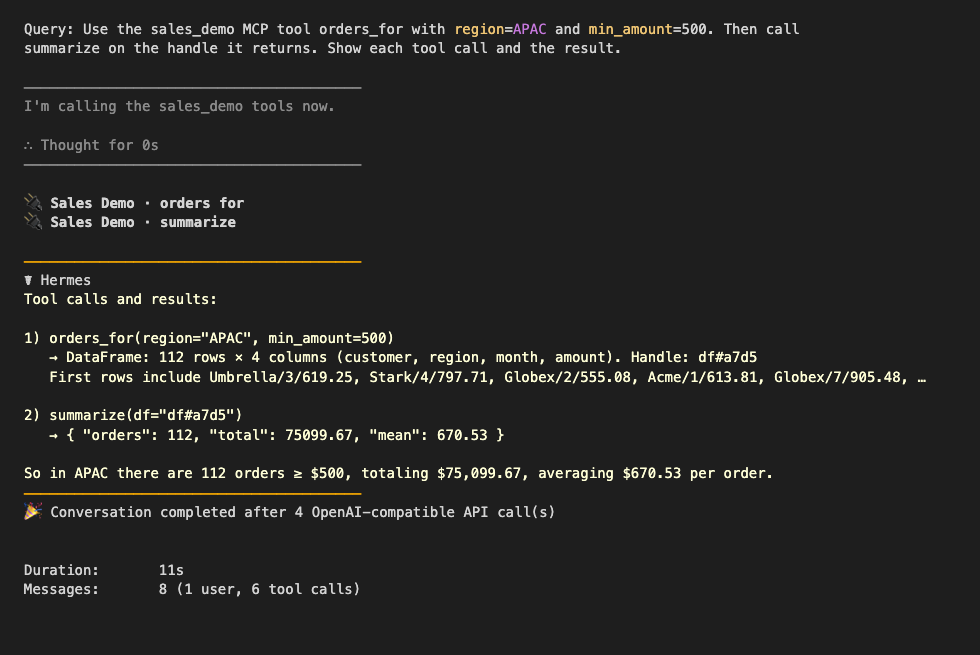 Query: Use the sales_demo MCP tool orders_for with region=APAC and min_amount=500. Then call
summarize on the handle it returns. Show each tool call and the result.
I'm calling the sales_demo tools now.
∴ Thought for 0s
🔌 Sales Demo · orders for
🔌 Sales Demo · summarize
☤ Hermes
Tool calls and results:
1) orders_for(region="APAC", min_amount=500)
→ DataFrame: 112 rows × 4 columns (customer, region, month, amount). Handle: df#a7d5
First rows include Umbrella/3/619.25, Stark/4/797.71, Globex/2/555.08, Acme/1/613.81, Globex/7/905.48, …
2) summarize(df="df#a7d5")
→ { "orders": 112, "total": 75099.67, "mean": 670.53 }
So in APAC there are 112 orders ≥ $500, totaling $75,099.67, averaging $670.53 per order.
🎉 Conversation completed after 4 OpenAI-compatible API call(s)
Duration: 11s
Messages: 8 (1 user, 6 tool calls)